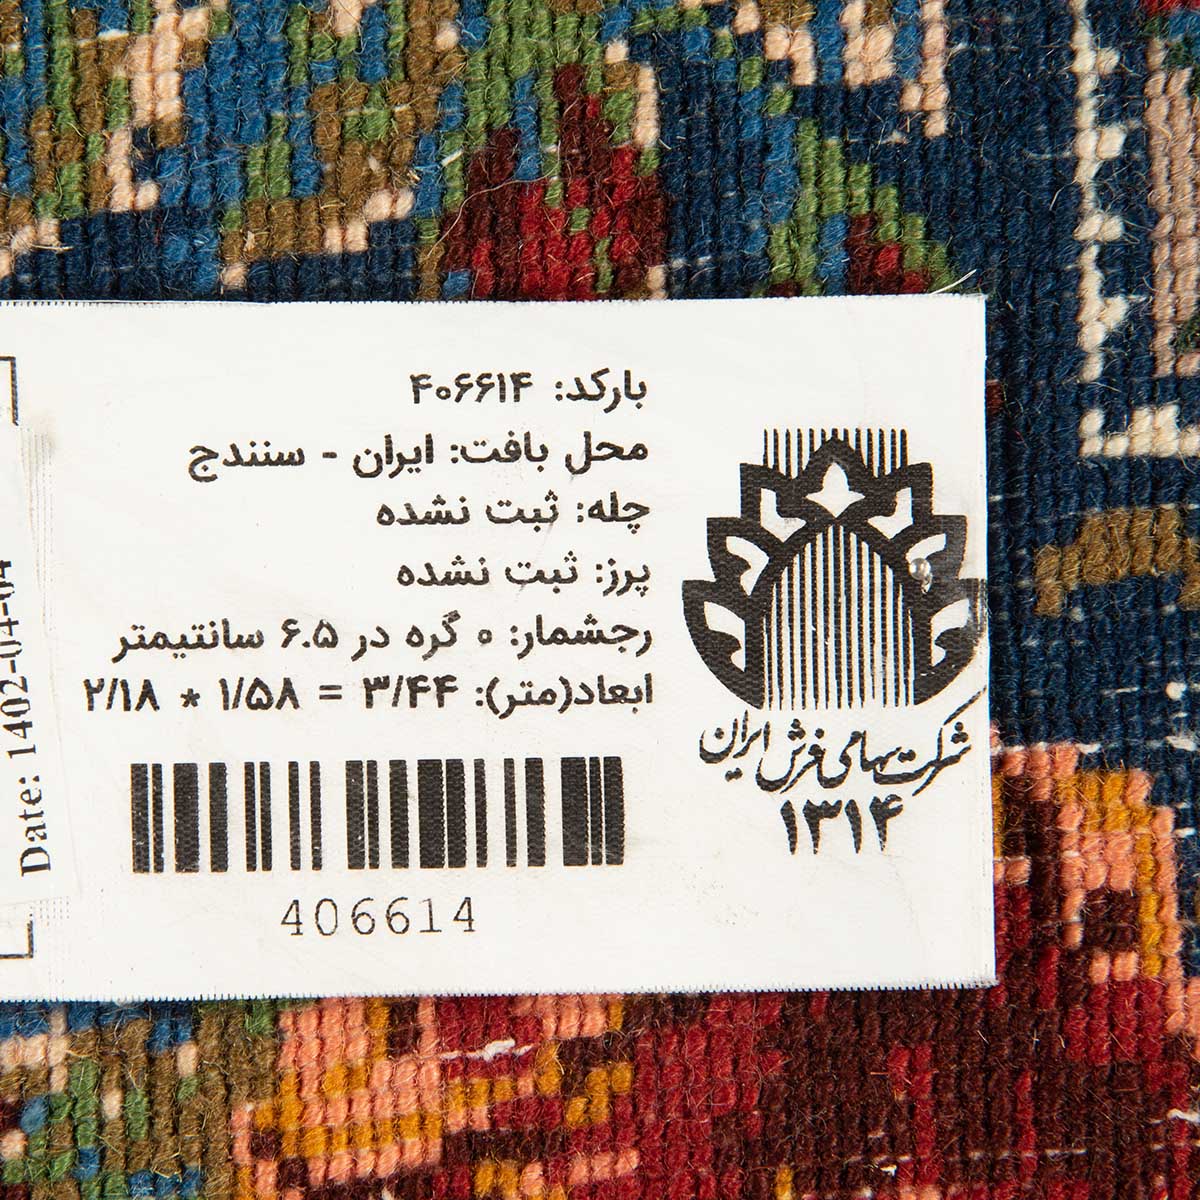 بارکد: ۴۰۶۶۱۴
محل بافت: ایران - سنندج
چله: ثبت نشده
پرز: ثبت نشده
رجشمار: ۰ گره در ۶.۵ سانتیمتر
ابعاد(متر): ۳/۴۴ = ۱/۵۸ * ۲/۱۸
406614
شرکت سهامی فرش ایران
۱۳۱۴
Date: 1402-04-04